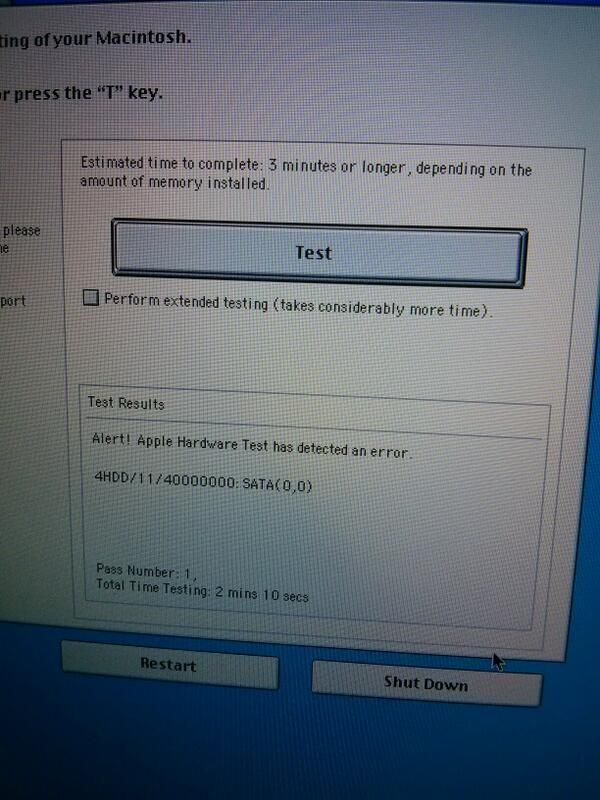 ting of your Macintosh.
r press the “T” key.
Estimated time to complete: 3 minutes or longer, depending on the
amount of memory installed.
please
Test
port
Perform extended testing (takes considerably more time).
Test Results
Alert! Apple Hardware Test has detected an error.
4HDD/11/40000000: SATA(0,0)
Pass Number: 1,
Total Time Testing: 2 mins 10 secs
Restart
Shut Down